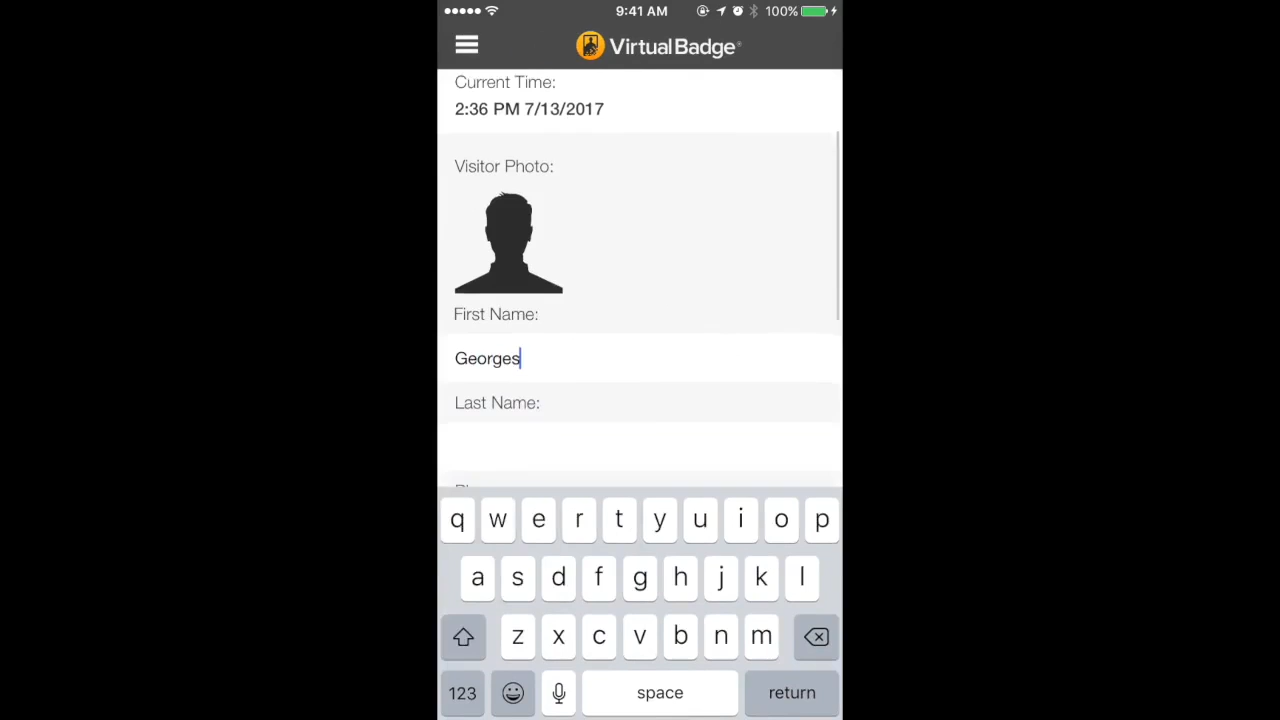 9:41 AM 100%
VirtualBadge
Current Time:
2:36 PM 7/13/2017
Visitor Photo:
First Name:
Georges
Last Name:
q w e r t y u i o p
a s d f g h j k l
z x c v b n m
123 space return